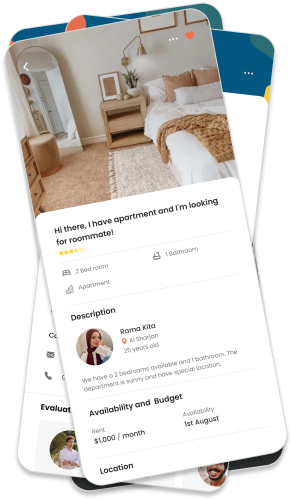 Hi there, I have apartment and I'm looking
for roommate!
2 Bed room
1 Bathroom
Apartment
Description
Rama Kita
Al Sharjah
25 years old
We have a 2 bedrooms available and 1 bathroom. The
department is sunny and have special location.
Availability and Budget
Rent
$1,000 / month
Availability
1st August
Location
Co
Evaluat